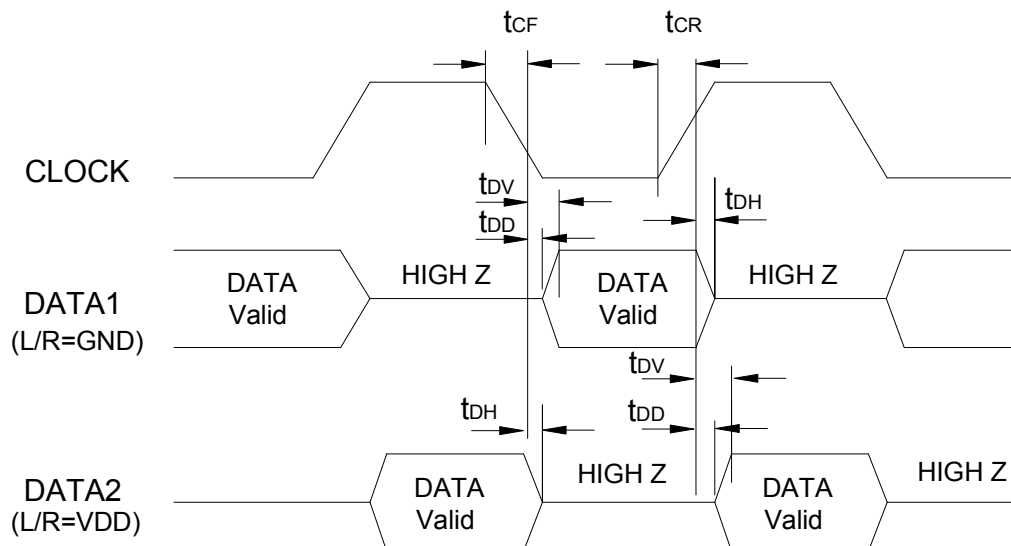 tCF tCR
CLOCK
tDV
tDD
tDH
DATA1
(L/R=GND)
DATA
Valid
HIGH Z
DATA
Valid
HIGH Z
tDV
tDH
tDD
DATA2
(L/R=VDD)
DATA
Valid
HIGH Z
DATA
Valid
HIGH Z